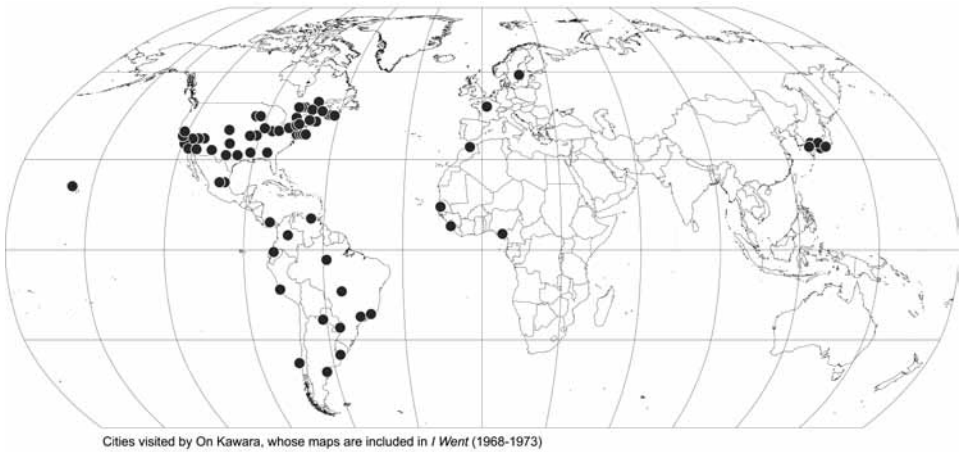 Cities visited by On Kawara, whose maps are included in I Went (1968-1973)